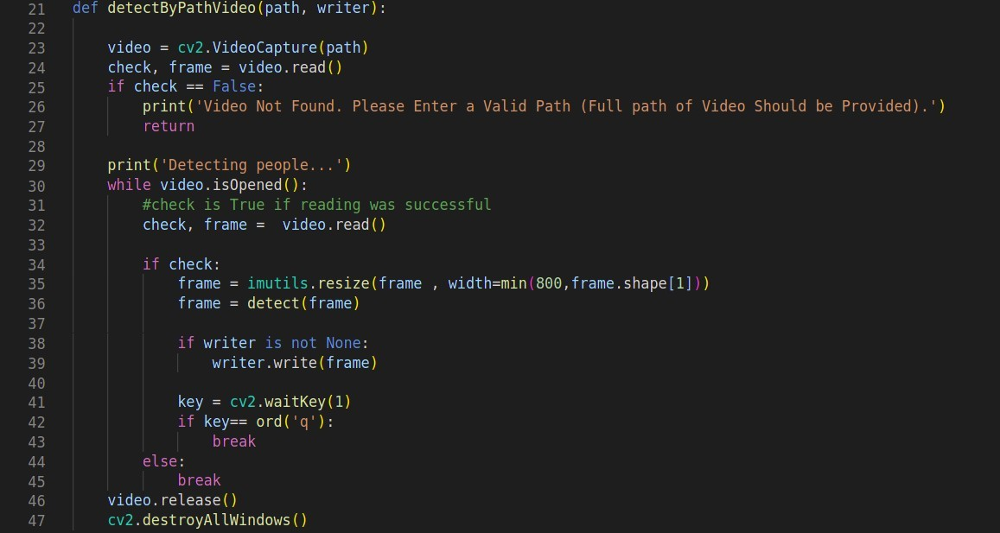 21 def detectByPathVideo(path, writer):
22
23     video = cv2.VideoCapture(path)
24     check, frame = video.read()
25     if check == False:
26         print('Video Not Found. Please Enter a Valid Path (Full path of Video Should be Provided).')
27         return
28
29     print('Detecting people...')
30     while video.isOpened():
31         #check is True if reading was successful
32         check, frame =  video.read()
33
34         if check:
35             frame = imutils.resize(frame , width=min(800,frame.shape[1]))
36             frame = detect(frame)
37
38             if writer is not None:
39                 writer.write(frame)
40
41             key = cv2.waitKey(1)
42             if key== ord('q'):
43                 break
44         else:
45             break
46     video.release()
47     cv2.destroyAllWindows()